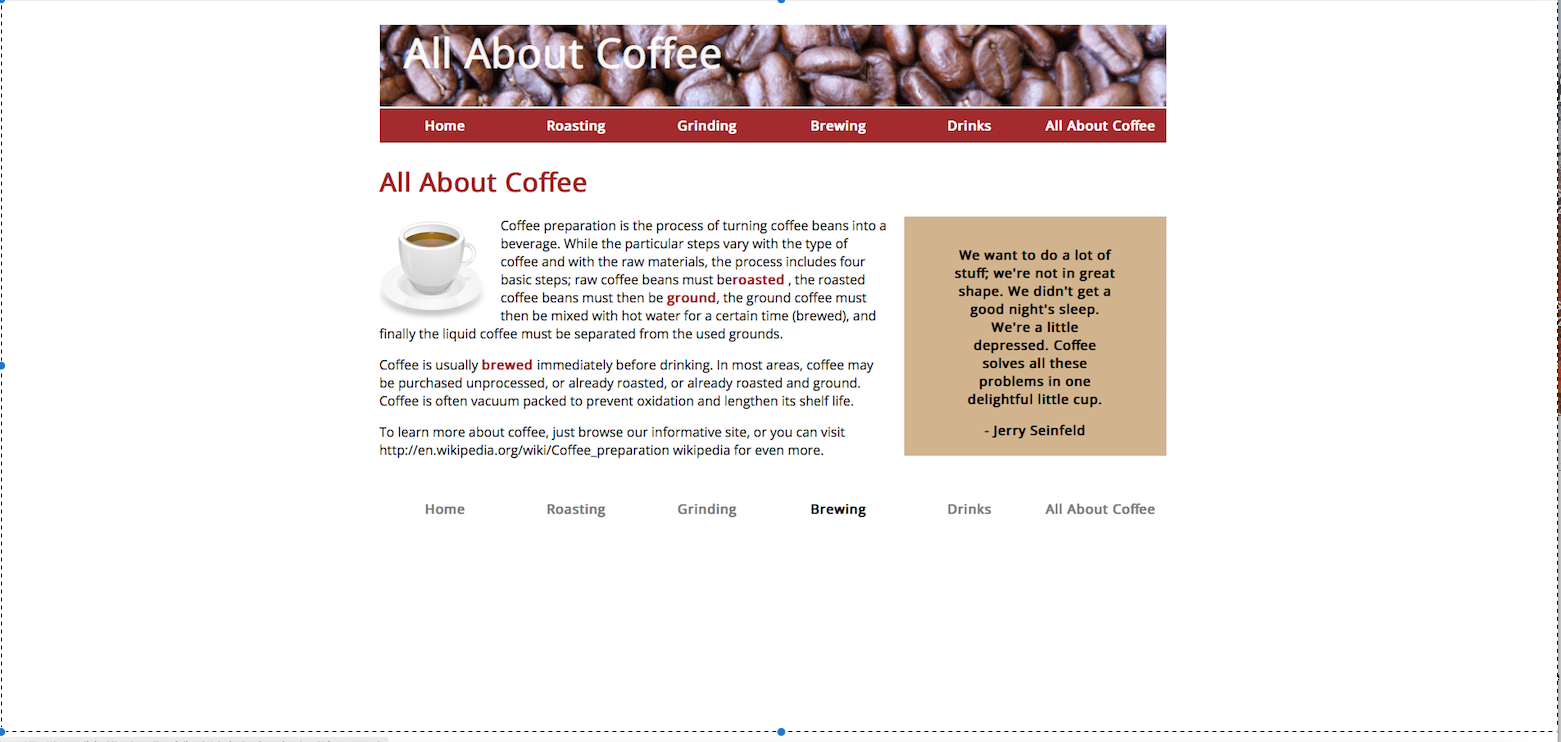 All About Coffee
Home Roasting Grinding Brewing Drinks All About Coffee
All About Coffee
Coffee preparation is the process of turning coffee beans into a
beverage. While the particular steps vary with the type of
coffee and with the raw materials, the process includes four
basic steps; raw coffee beans must beroasted , the roasted
coffee beans must then be ground, the ground coffee must
then be mixed with hot water for a certain time (brewed), and
finally the liquid coffee must be separated from the used grounds.
Coffee is usually brewed immediately before drinking. In most areas, coffee may
be purchased unprocessed, or already roasted, or already roasted and ground.
Coffee is often vacuum packed to prevent oxidation and lengthen its shelf life.
To learn more about coffee, just browse our informative site, or you can visit
http://en.wikipedia.org/wiki/Coffee_preparation wikipedia for even more.
We want to do a lot of
stuff; we're not in great
shape. We didn't get a
good night's sleep.
We're a little
depressed. Coffee
solves all these
problems in one
delightful little cup.
- Jerry Seinfeld
Home Roasting Grinding Brewing Drinks All About Coffee